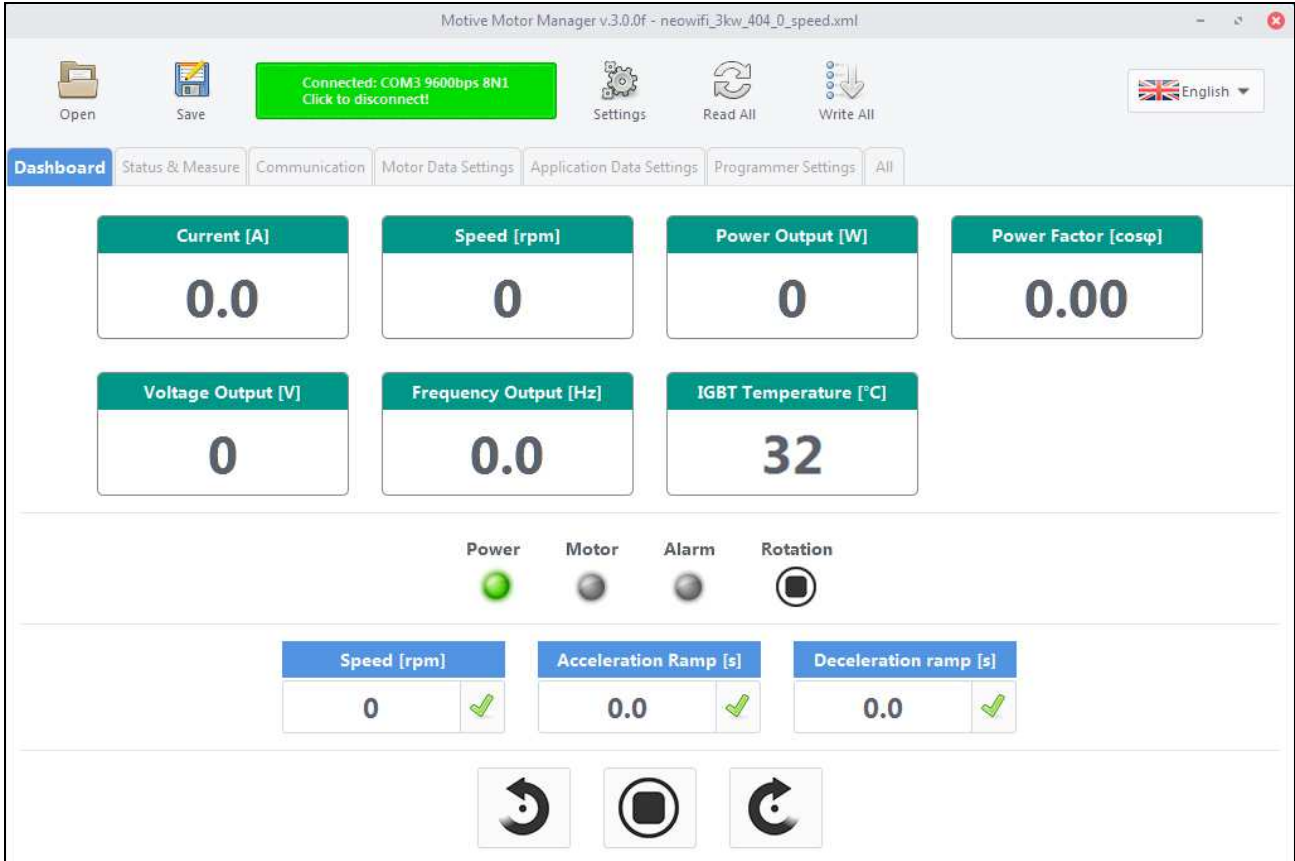 Motive Motor Manager v.3.0.0f - neowifi_3kw_404_0_speed.xml
Open
Save
Connected: COM3 9600bps 8N1
Click to disconnect!
Settings
Read All
Write All
English
Dashboard Status & Measure Communication Motor Data Settings Application Data Settings Programmer Settings All
Current [A] Speed [rpm] Power Output [W] Power Factor [cosφ]
0.0 0 0 0.00
Voltage Output [V] Frequency Output [Hz] IGBT Temperature [°C]
0 0.0 32
Power Motor Alarm Rotation
Speed [rpm] Acceleration Ramp [s] Deceleration ramp [s]
0 0.0 0.0